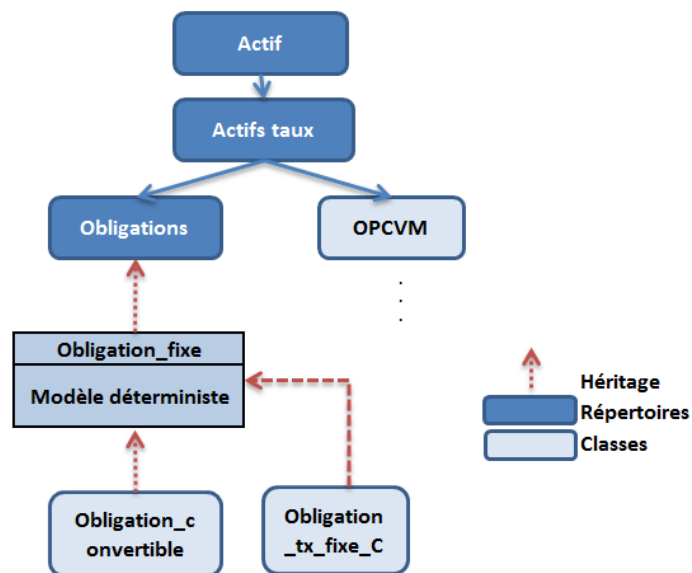 Actif
Actifs taux
Obligations
OPCVM
Obligation_fixe
Modèle déterministe
Héritage
Répertoires
Classes
Obligation_c
onvertible
Obligation
_tx_fixe_C